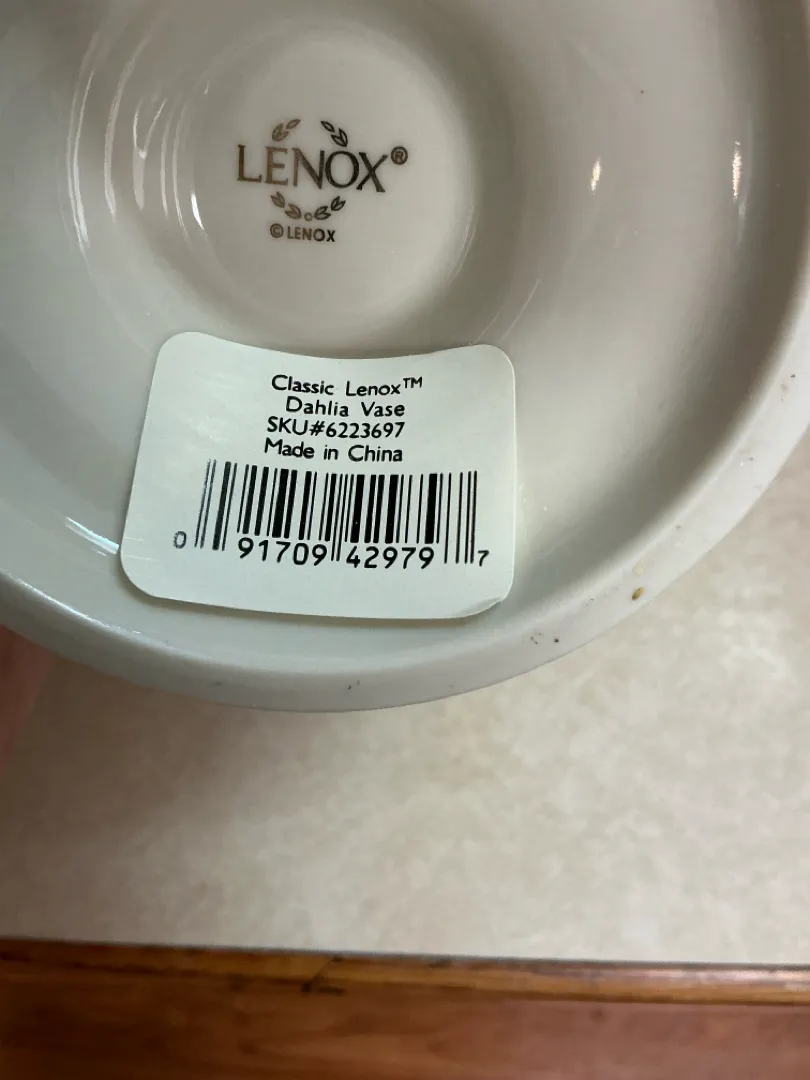 LENOX®
©LENOX
Classic Lenox™
Dahlia Vase
SKU#6223697
Made in China
0 91709 42979 7